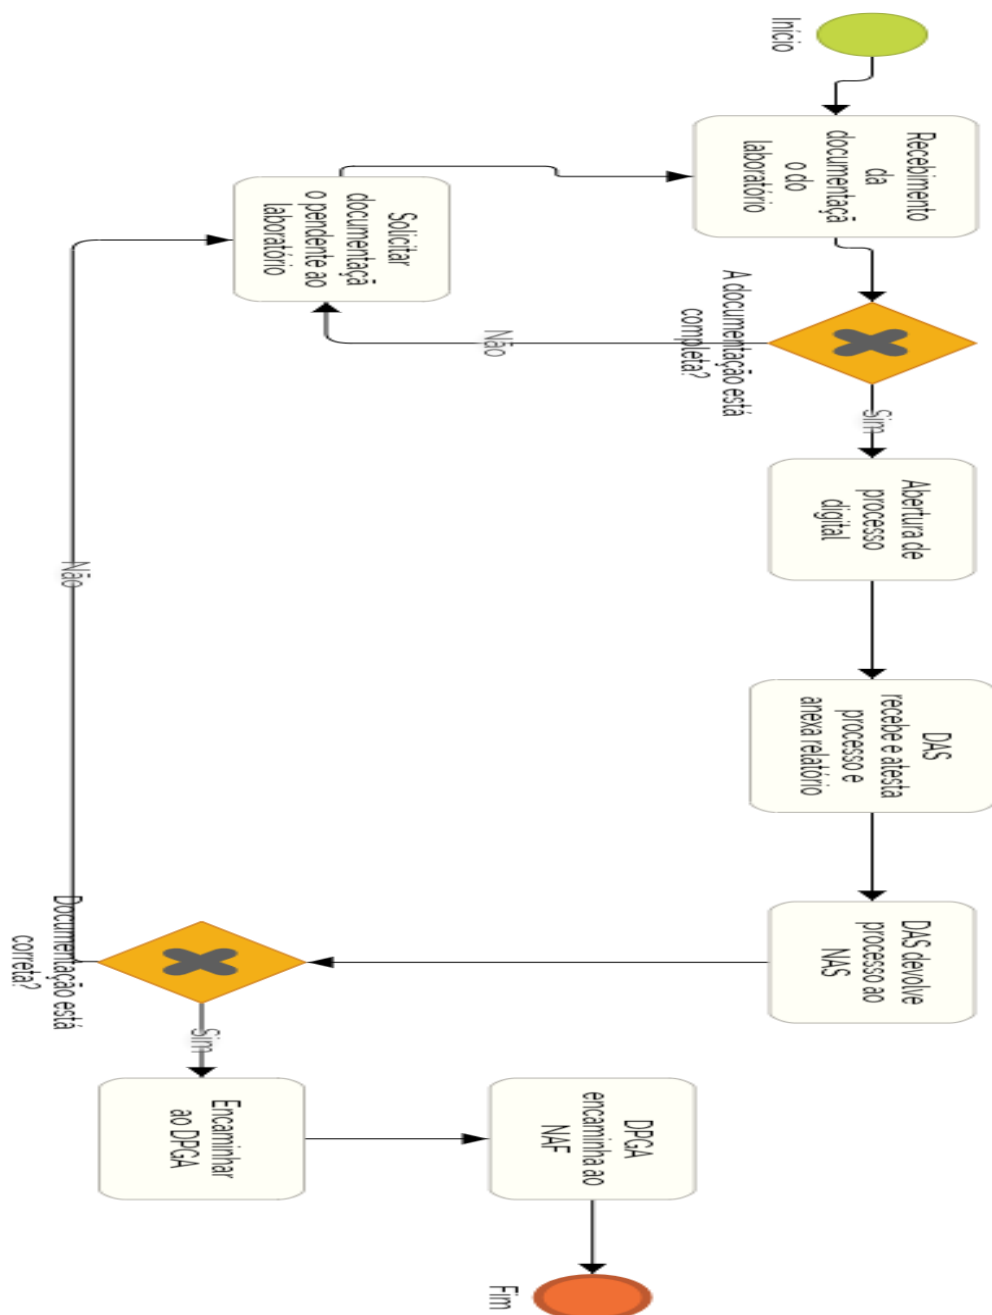 Início
Recebimento
da
documentaçã
o do
laboratório
A documentação está
completa?
Não
Sim
Solicitar
documentaçã
o pendente ao
laboratório
Abertura de
processo
digital
DAS
recebe e atesta
processo e
anexa relatório
DAS devolve
processo ao
NAS
Documentação está
correta?
Não
Sim
Encaminhar
ao DPGA
DPGA
encaminha ao
NAF
Fim